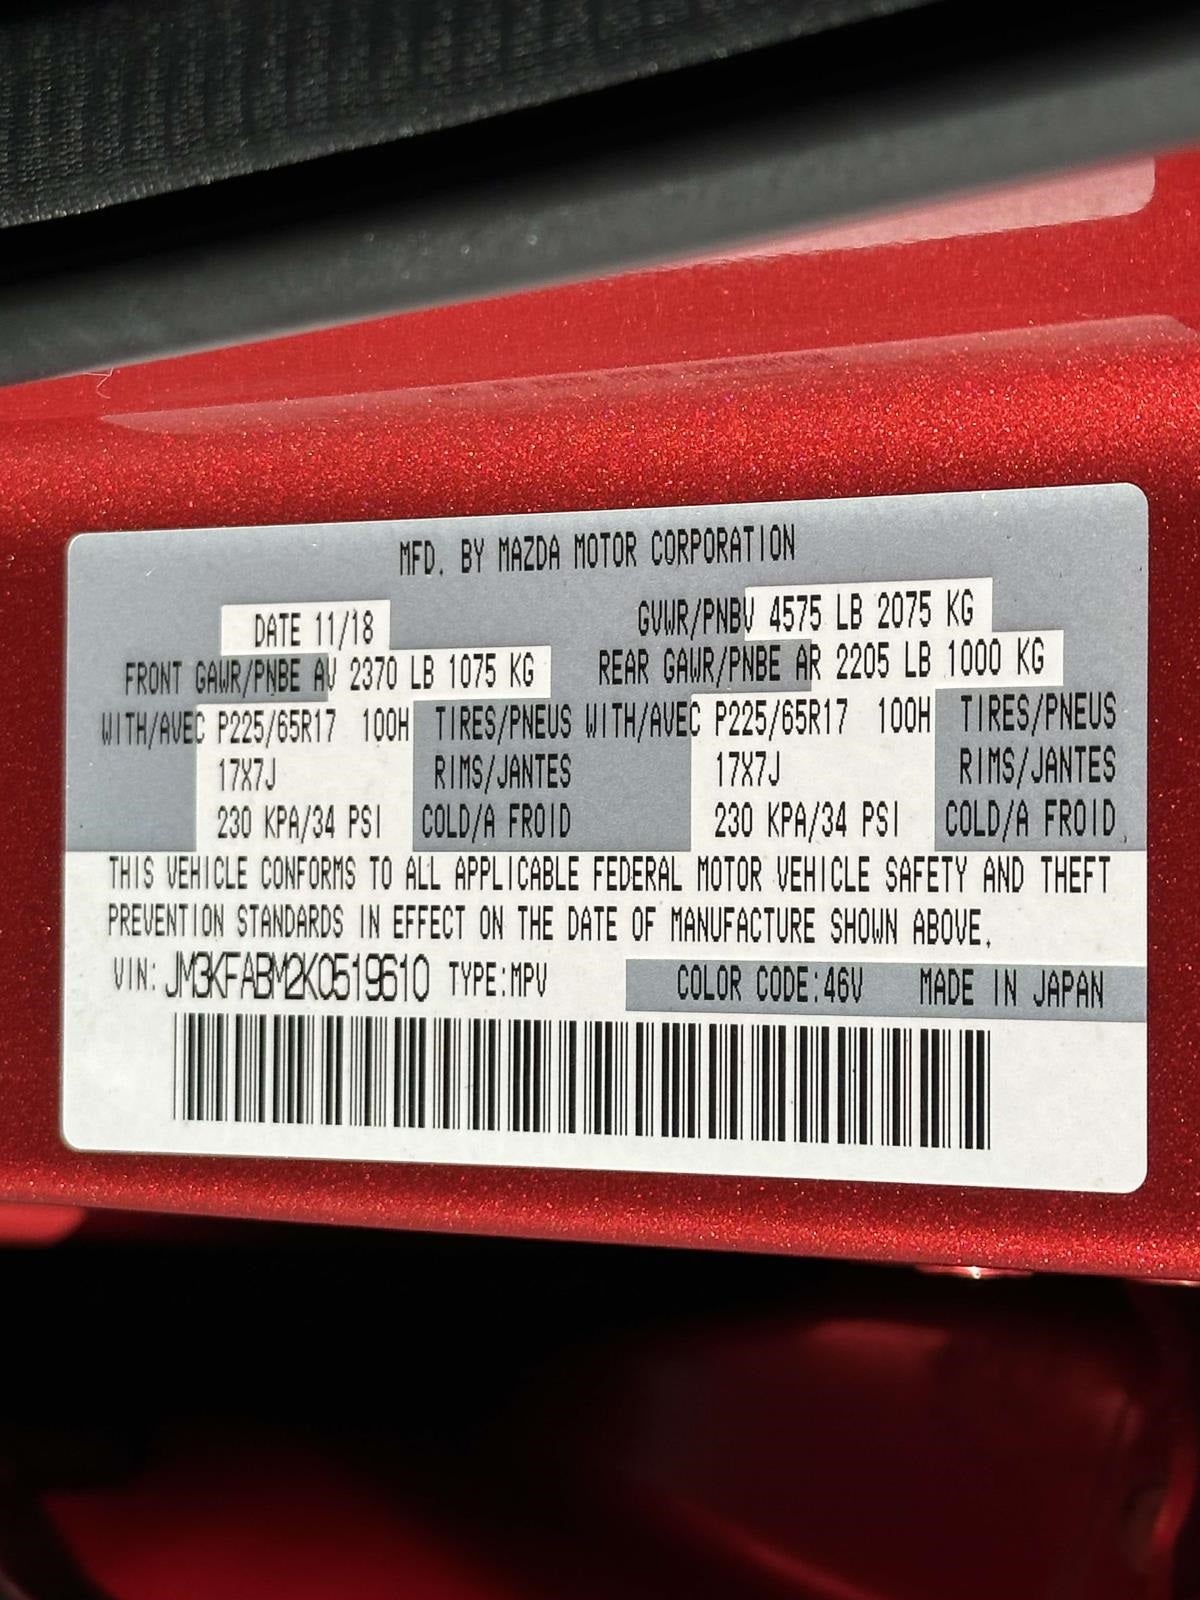 MFD. BY MAZDA MOTOR CORPORATION
DATE 11/18 GVWR/PNBV 4575 LB 2075 KG
FRONT GAWR/PNBE AV 2370 LB 1075 KG REAR GAWR/PNBE AR 2205 LB 1000 KG
WITH/AVEC P225/65R17 100H TIRES/PNEUS WITH/AVEC P225/65R17 100H TIRES/PNEUS
17X7J RIMS/JANTES 17X7J RIMS/JANTES
230 KPA/34 PSI COLD/A FROID 230 KPA/34 PSI COLD/A FROID
THIS VEHICLE CONFORMS TO ALL APPLICABLE FEDERAL MOTOR VEHICLE SAFETY AND THEFT
PREVENTION STANDARDS IN EFFECT ON THE DATE OF MANUFACTURE SHOWN ABOVE.
VIN: JM3KFABM2K0519610 TYPE:MPV COLOR CODE:46V MADE IN JAPAN